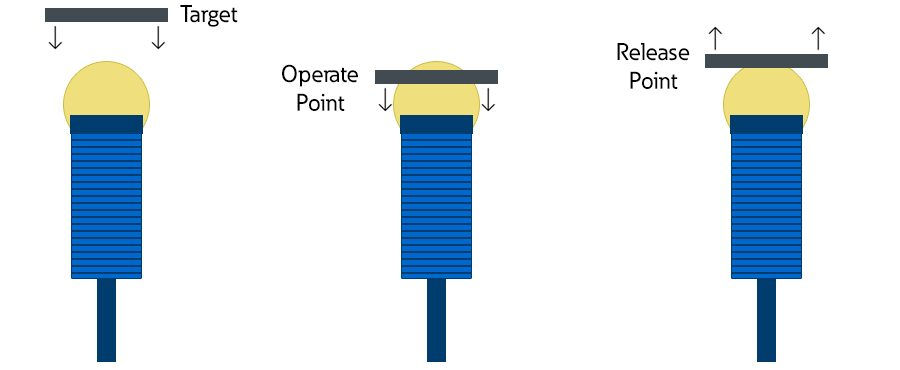 Target
Operate
Point
Release
Point